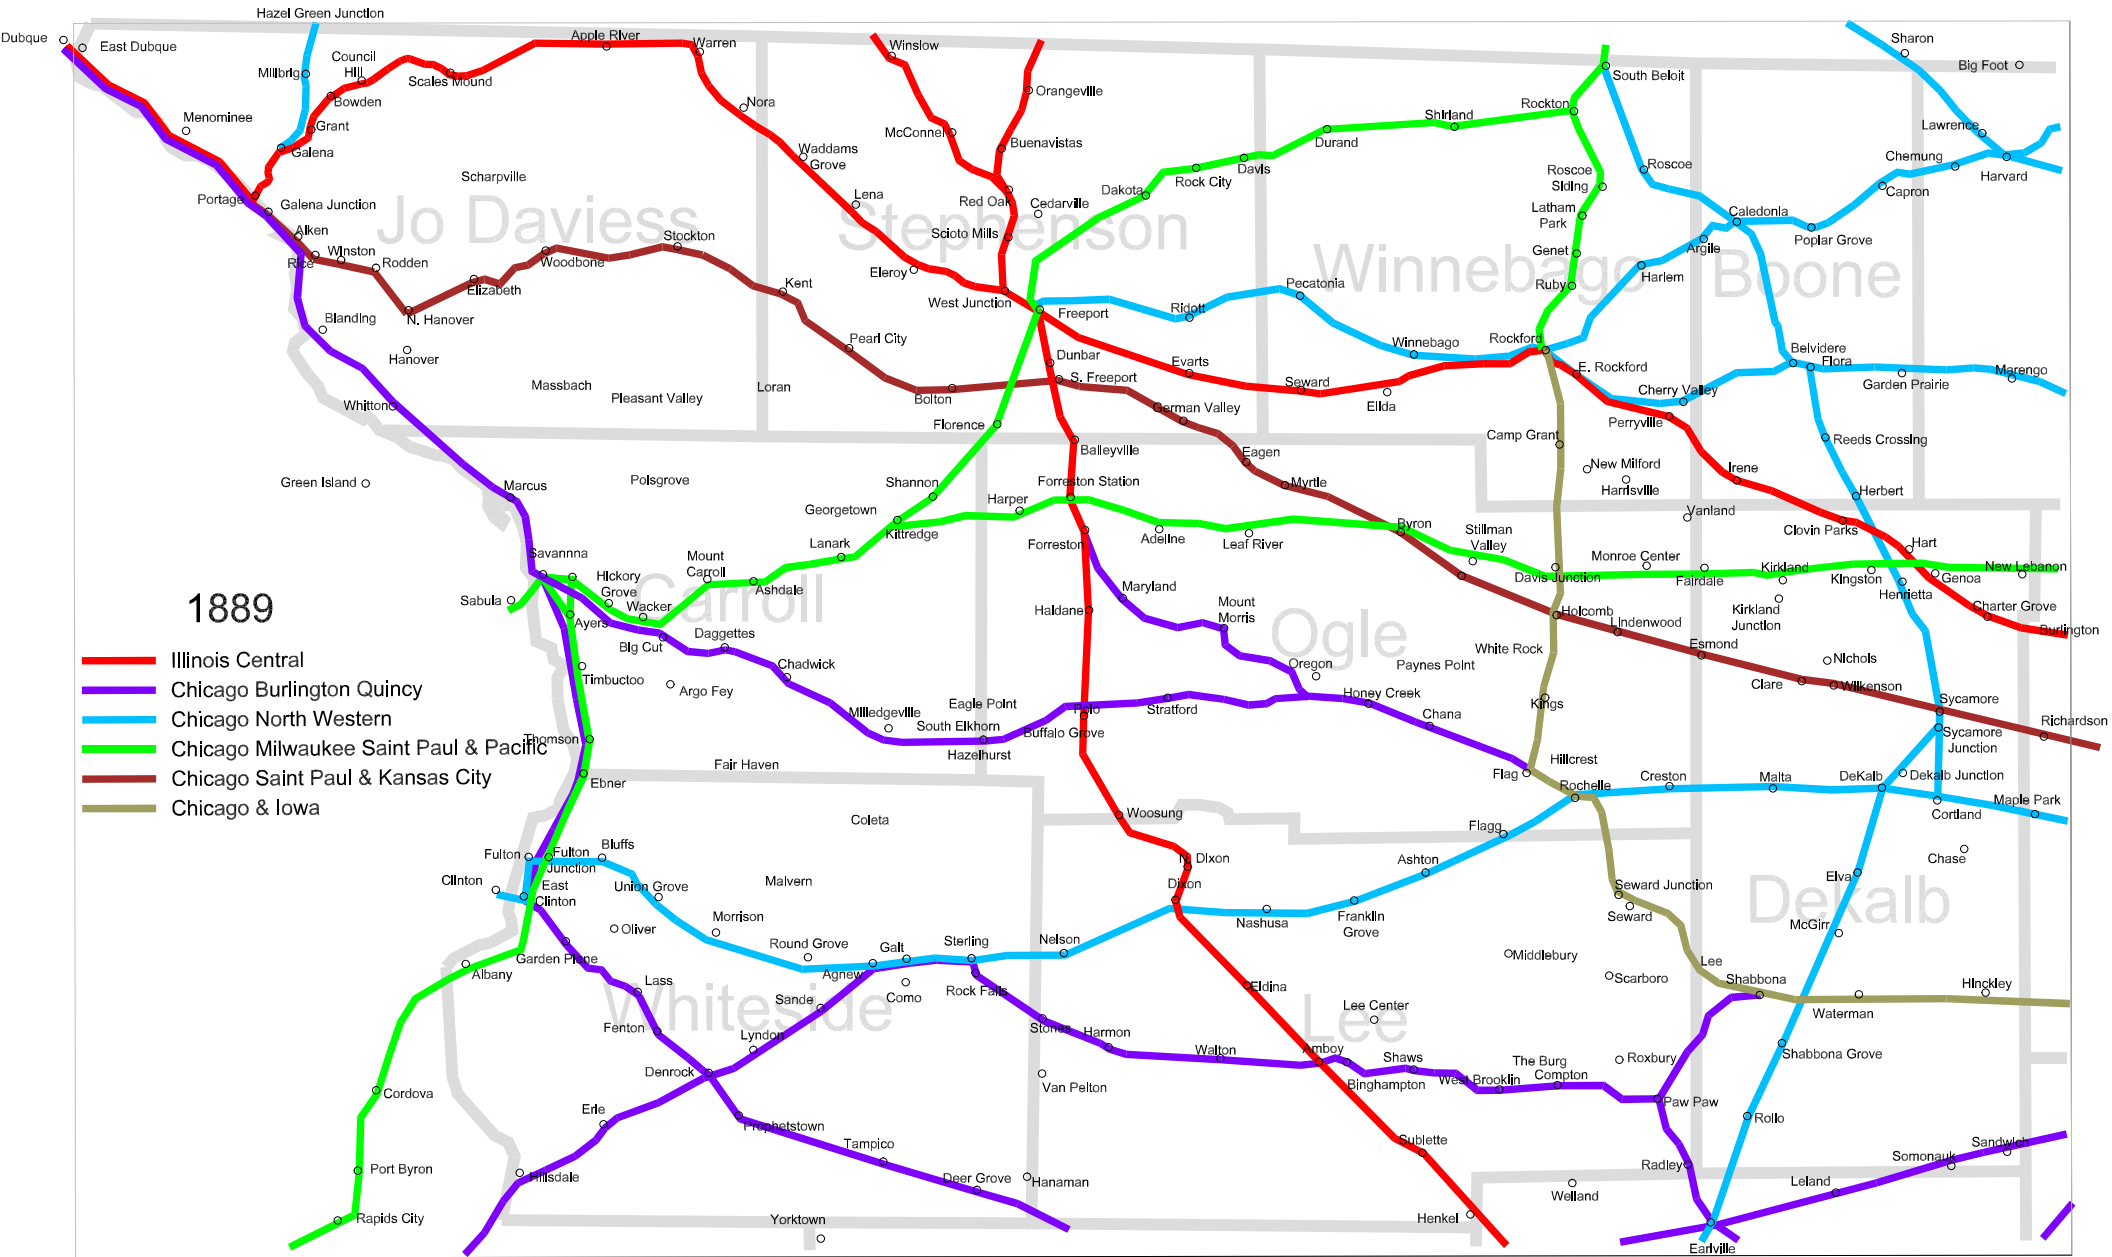 Hazel Green Junction
Dubque
East Dubque
Council
Hill
Millbrig
Apple River
Warren
Winslow
Sharon
Big Foot
Scales Mound
Bowden
Nora
Orangeville
South Beloit
Rockton
Shirland
Menominee
Grant
Galena
McConnel
Buenavistas
Durand
Lawrence
Waddams
Grove
Scharpville
Davis
Rock City
Dakota
Roscoe
Siding
Roscoe
Chemung
Harvard
Capron
Portage
Galena Junction
Lena
Red Oak
Cedarville
Latham
Park
Caledonia
Jo Daviess
Stephenson
Winnebago
Boone
Aiken
Winston
Rice
Rodden
Woodbone
Stockton
Scioto Mills
Genet
Argile
Poplar Grove
Eleroy
Harlem
Elizabeth
Kent
West Junction
Freeport
Ridott
Pecatonia
Ruby
Blanding
N. Hanover
Hanover
Pearl City
Dunbar
Evarts
Winnebago
Rockford
Belvidere
Flora
E. Rockford
Garden Prairie
Marengo
Massbach
Pleasant Valley
Loran
Bolton
S. Freeport
Seward
Elida
Cherry Valley
Whitton
German Valley
Perryville
Florence
Balleyville
Camp Grant
Reeds Crossing
Eagen
New Milford
Harrisville
Irene
Green Island
Marcus
Polsgrove
Shannon
Forreston Station
Myrtle
Herbert
Georgetown
Harper
Kittredge
Forreston
Adeline
Leaf River
Byron
Stillman
Valley
Vanland
Clovin Parks
Savannna
Lanark
Mount
Carroll
Monroe Center
Hart
Hickory
Grove
Carroll
Ashdale
Maryland
Davis Junction
Fairdale
Kirkland
Kingston
Genoa
New Lebanon
Henrietta
Sabula
Wacker
Ayers
Haldane
Mount
Morris
Holcomb
Kirkland
Junction
Charter Grove
1889
Big Cut
Daggettes
Ogle
Lindenwood
Burlington
White Rock
Esmond
Illinois Central
Chicago Burlington Quincy
Chicago North Western
Chicago Milwaukee Saint Paul & Pacific
Chicago Saint Paul & Kansas City
Chicago & Iowa
Timbuctoo
Argo Fey
Chadwick
Oregon
Paynes Point
Nichols
Clare
Wilkenson
Milledgeville
Eagle Point
South Elkhorn
Polo
Stratford
Honey Creek
Kings
Sycamore
Richardson
Thomson
Hazelhurst
Buffalo Grove
Chana
Sycamore
Junction
Fair Haven
Ebner
Hillcrest
Flag
Rochelle
Creston
Malta
DeKalb
Dekalb Junction
Maple Park
Cortland
Coleta
Woosung
Flagg
Fulton
Fulton
Junction
Bluffs
N. Dixon
Ashton
Chase
Clinton
East
Clinton
Union Grove
Malvern
Dixon
Seward Junction
Seward
Elva
Dekalb
Oliver
Morrison
Nashusa
Franklin
Grove
McGirr
Round Grove
Galt
Sterling
Nelson
Middlebury
Lee
Albany
Garden Plane
Agnew
Como
Rock Falls
Scarboro
Shabbona
Hinckley
Lass
Whiteside
Sande
Eldina
Lee Center
Lee
Waterman
Fenton
Lyndon
Stones
Harmon
Walton
Amboy
Binghampton
Shaws
The Burg
Compton
West Brooklin
Roxbury
Shabbona Grove
Denrock
Van Pelton
Cordova
Erie
Prophetstown
Paw Paw
Rollo
Tampico
Sublette
Port Byron
Hillsdale
Deer Grove
Hanaman
Radley
Somonauk
Sandwich
Welland
Leland
Rapids City
Yorktown
Henkel
Earlville